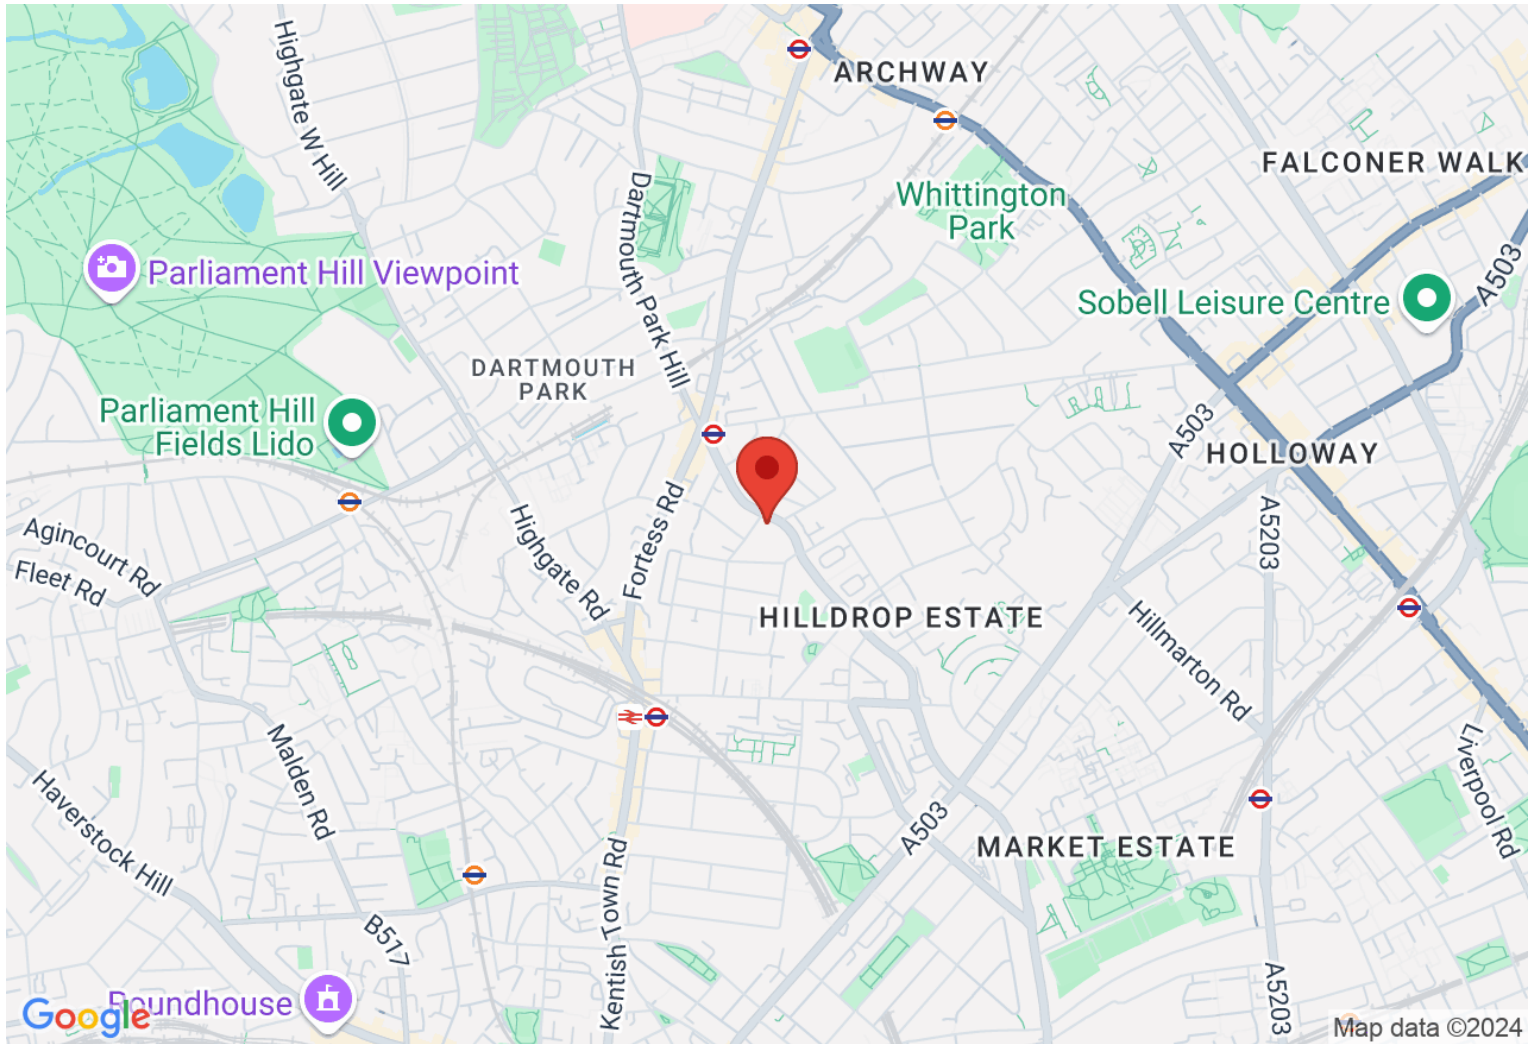 Highgate W Hill
ARCHWAY
FALCONER WALK
Whittington
Park
Dartmouth Park Hill
A503
Parliament Hill Viewpoint
Sobell Leisure Centre
DARTMOUTH
PARK
Parliament Hill
Fields Lido
A503
HOLLOWAY
Fortess Rd
Highgate Rd
A5203
Agincourt Rd
Fleet Rd
HILLDROP ESTATE
Hillmarton Rd
Malden Rd
Liverpool Rd
Haverstock Hill
A503
MARKET ESTATE
Kentish Town Rd
B517
A5203
Roundhouse
Google
Map data ©2024